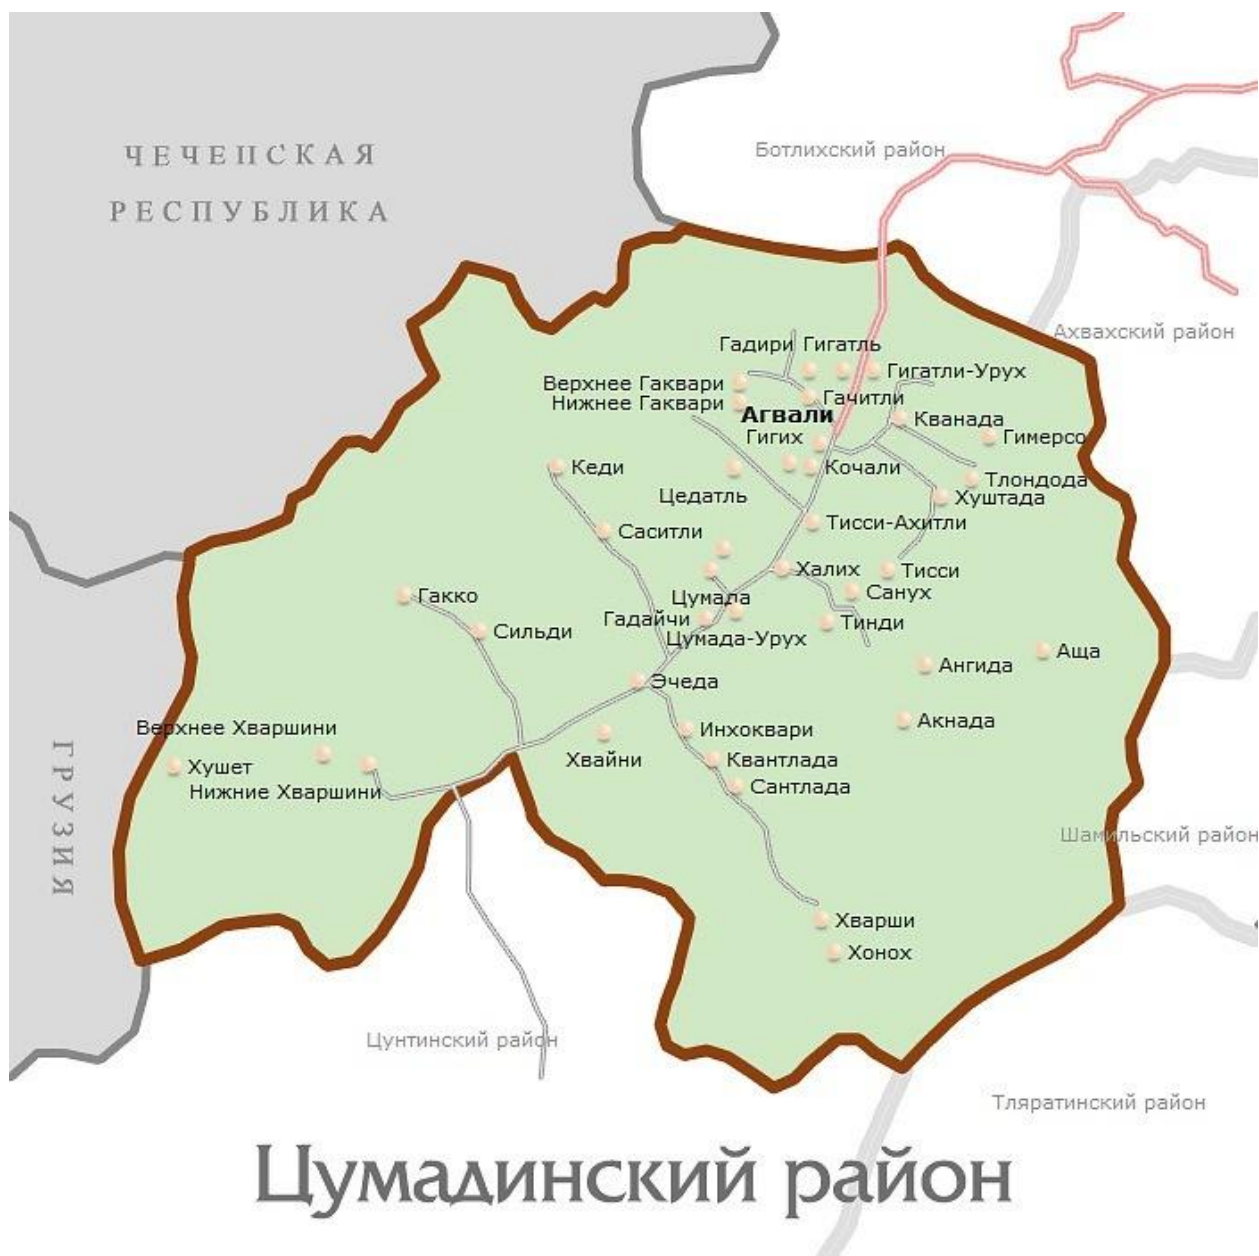 ЧЕЧЕПСКАЯ
РЕСПУБЛИКА
Ботлихский район
Ахвахский район
Гадири Гигатль
Гигатли-Урух
Верхнее Гаквари
Нижнее Гаквари
Гачитли
Агвали
Кванада
Гигих
Гимерсо
Кеди
Кочали
Тлондода
Цедатль
Хуштада
Саситли
Тисси-Ахитли
Халих
Тисси
Гакко
Цумада
Санух
Гадайчи
Тинди
Сильди
Цумада-Урух
Аща
Ангида
Эчеда
Верхнее Хваршини
Инхоквари
Акнада
Хвайни
Квантлада
Хушет
Нижние Хваршини
Сантлада
ГРУЗИЯ
Шамильский район
Хварши
Хонох
Цунтинский район
Тляратинский район
Цумадинский район